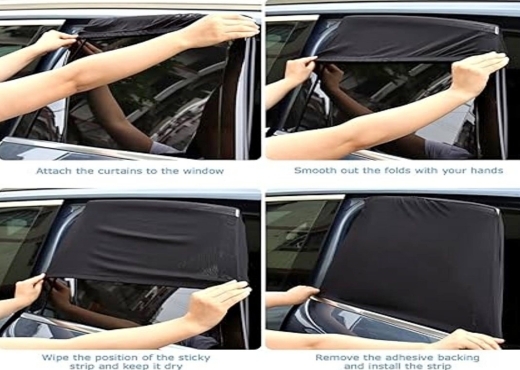 Attach the curtains to the window
Smooth out the folds with your hands
Wipe the position of the sticky
strip and keep it dry
Remove the adhesive backing
and install the strip